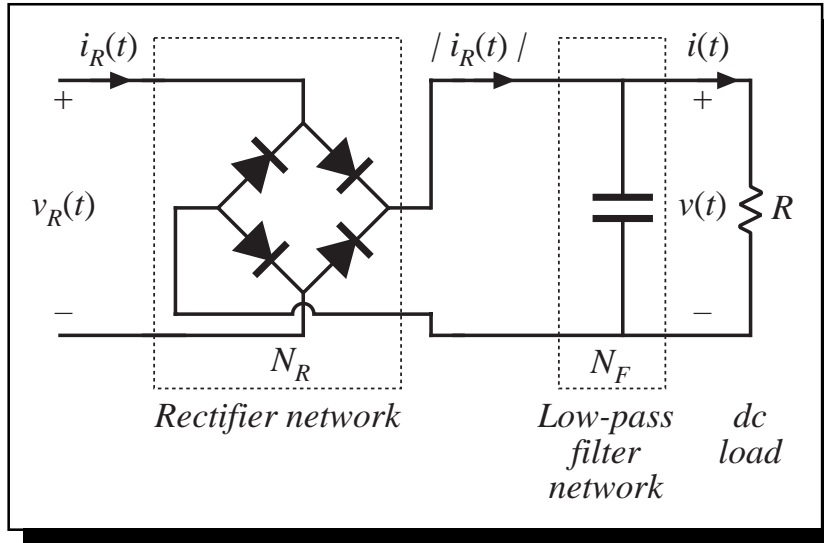 i_R(t) | i_R(t) | i(t)
+ +
v_R(t) v(t) R
– –
N_R N_F
Rectifier network Low-pass dc
filter load
network